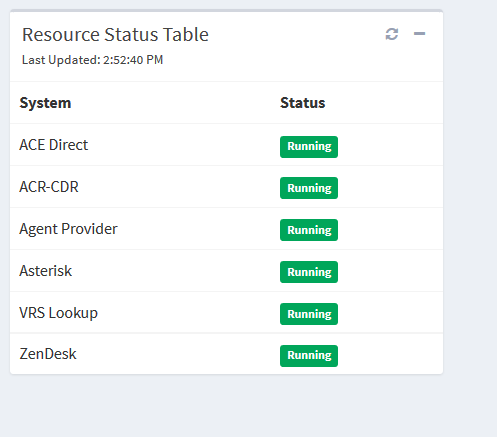 Resource Status Table
Last Updated: 2:52:40 PM
System Status
ACE Direct Running
ACR-CDR Running
Agent Provider Running
Asterisk Running
VRS Lookup Running
ZenDesk Running